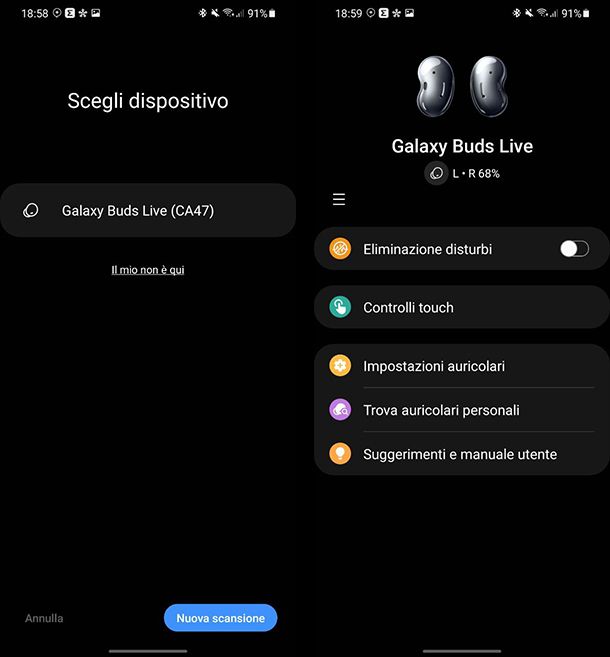 18:58
91%
Scegli dispositivo
Galaxy Buds Live (CA47)
Il mio non è qui
Annulla
Nuova scansione
18:59
91%
Galaxy Buds Live
L • R 68%
Eliminazione disturbi
Controlli touch
Impostazioni auricolari
Trova auricolari personali
Suggerimenti e manuale utente